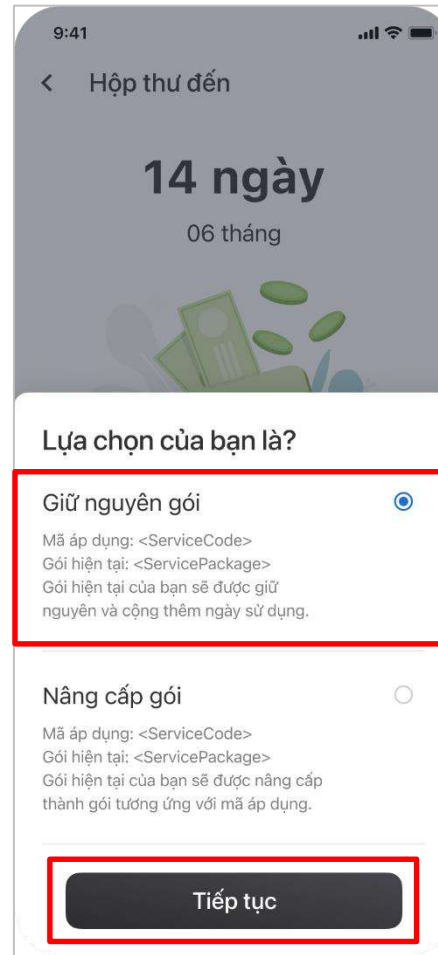 9:41
Hộp thư đến
14 ngày
06 tháng
Lựa chọn của bạn là?
Giữ nguyên gói
Mã áp dụng: <ServiceCode>
Gói hiện tại: <ServicePackage>
Gói hiện tại của bạn sẽ được giữ
nguyên và cộng thêm ngày sử dụng.
Nâng cấp gói
Mã áp dụng: <ServiceCode>
Gói hiện tại: <ServicePackage>
Gói hiện tại của bạn sẽ được nâng cấp
thành gói tương ứng với mã áp dụng.
Tiếp tục